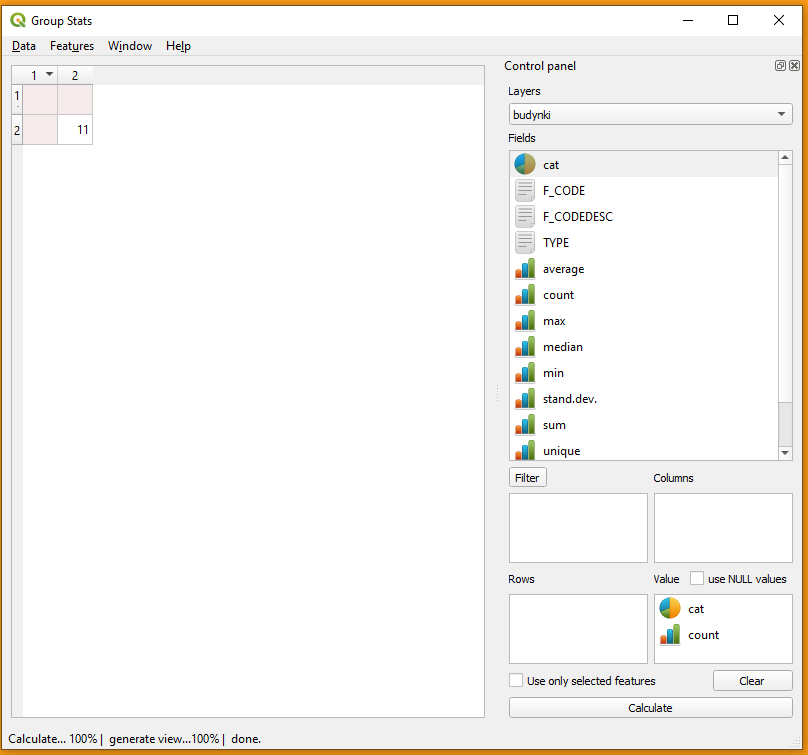 Group Stats
Data Features Window Help
1 2
1
2 11
Control panel
Layers
budynki
Fields
cat
F_CODE
F_CODEDESC
TYPE
average
count
max
median
min
stand.dev.
sum
unique
Filter Columns
Rows Value use NULL values
cat
count
Use only selected features Clear
Calculate
Calculate... 100% | generate view...100% | done.